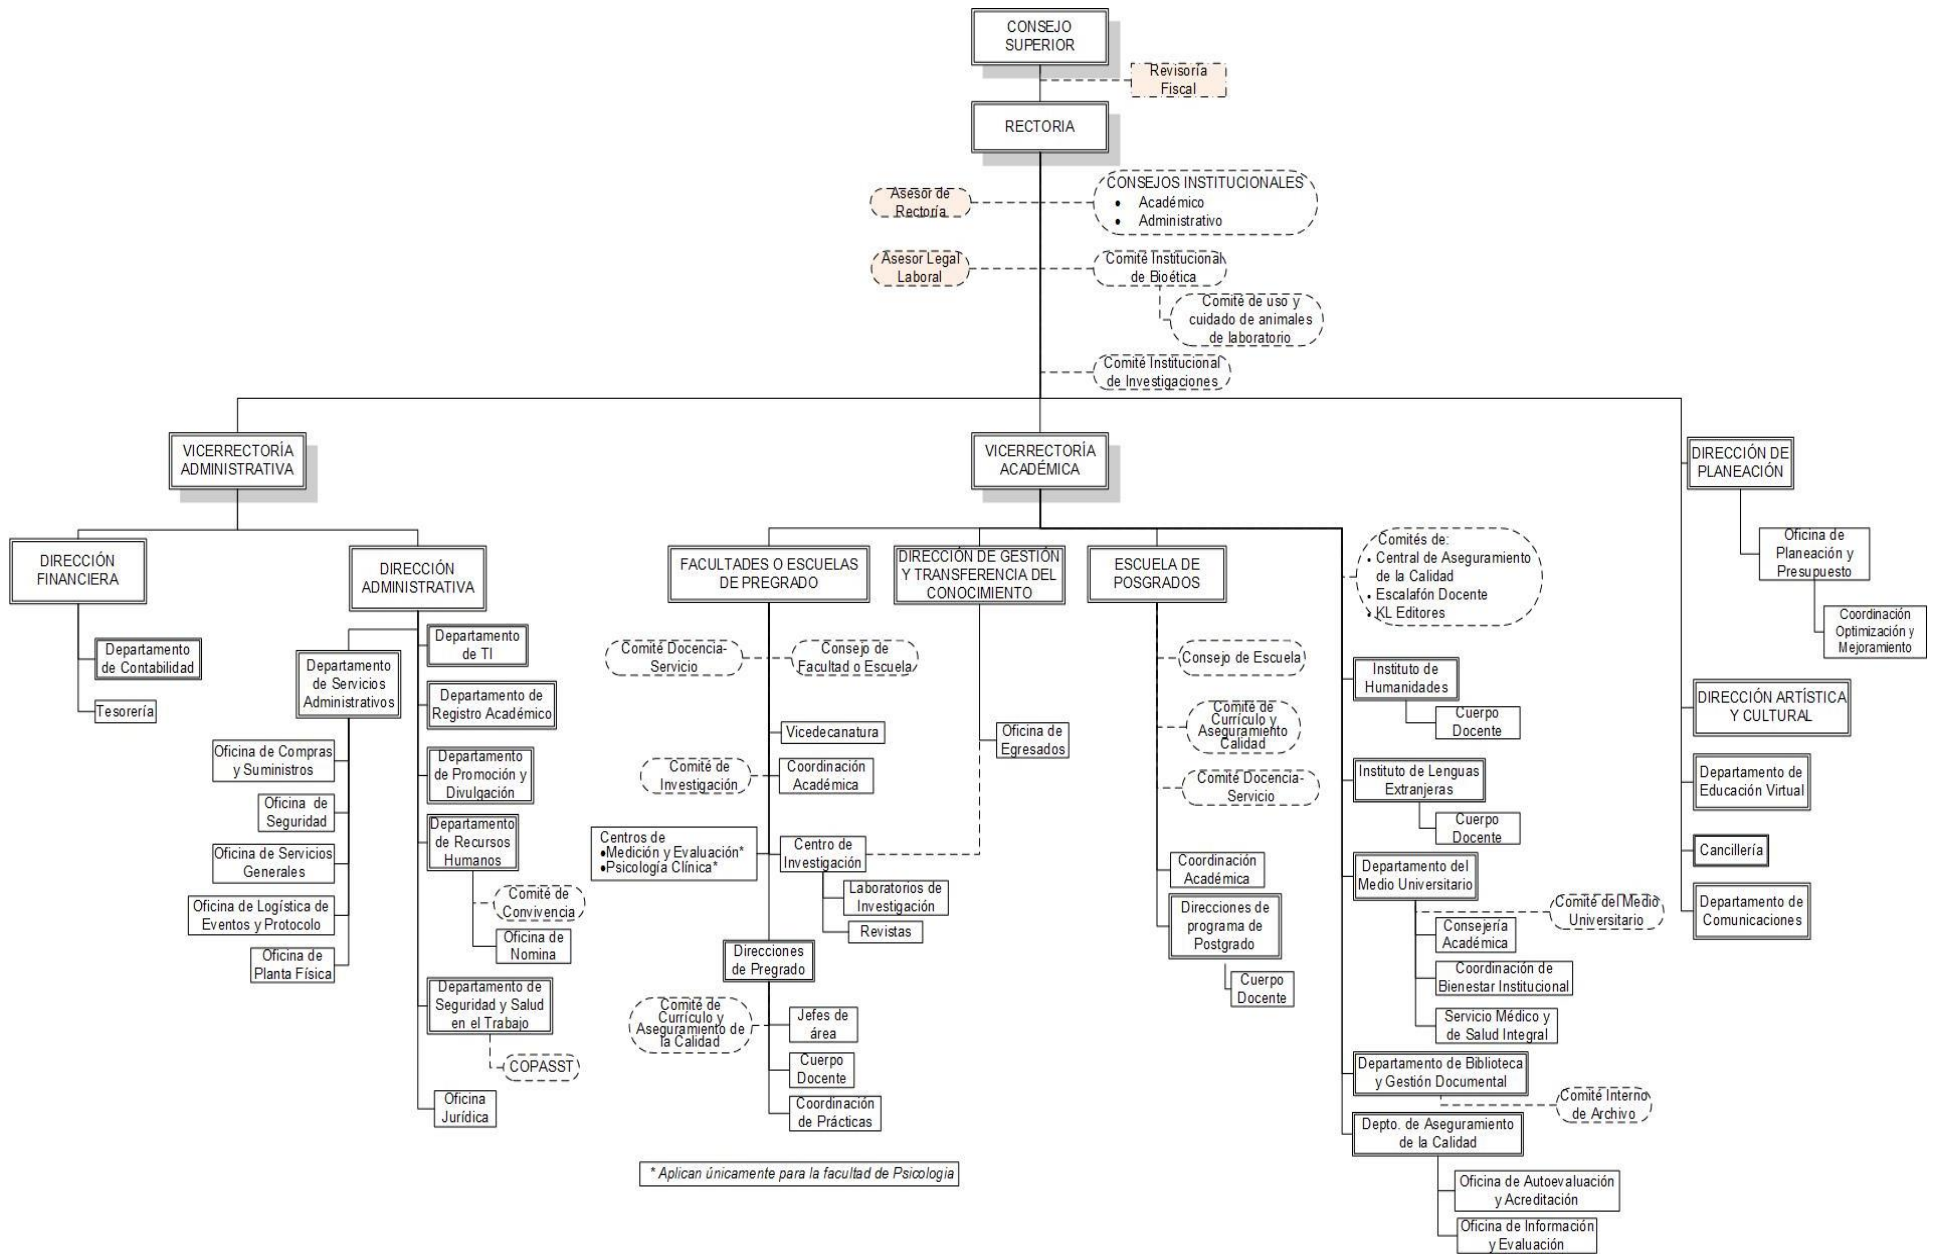 CONSEJO
SUPERIOR
Revisoría
Fiscal
RECTORIA
Asesor de
Rectoría
CONSEJOS INSTITUCIONALES
• Académico
• Administrativo
Asesor Legal
Laboral
Comité Institucional
de Bioética
Comité de uso y
cuidado de animales
de laboratorio
Comité Institucional
de Investigaciones
VICERRECTORÍA
ADMINISTRATIVA
VICERRECTORÍA
ACADÉMICA
DIRECCIÓN DE
PLANEACIÓN
Oficina de
Planeación y
Presupuesto
Coordinación
Optimización y
Mejoramiento
DIRECCIÓN
FINANCIERA
Departamento
de Contabilidad
Tesorería
DIRECCIÓN
ADMINISTRATIVA
Departamento
de Servicios
Administrativos
Oficina de Compras
y Suministros
Oficina de
Seguridad
Oficina de Servicios
Generales
Oficina de Logística de
Eventos y Protocolo
Oficina de
Planta Física
Departamento
de TI
Departamento de
Registro Académico
Departamento
de Promoción y
Divulgación
Departamento
de Recursos
Humanos
Comité de
Convivencia
Oficina de
Nomina
Departamento de
Seguridad y Salud
en el Trabajo
COPASST
Oficina
Jurídica
FACULTADES O ESCUELAS
DE PREGRADO
Comité Docencia-
Servicio
Consejo de
Facultad o Escuela
Vicedecanatura
Comité de
Investigación
Coordinación
Académica
Centros de
•Medición y Evaluación*
•Psicología Clínica*
Centro de
Investigación
Laboratorios de
Investigación
Revistas
Direcciones
de Pregrado
Comité de
Currículo y
Aseguramiento de
la Calidad
Jefes de
área
Cuerpo
Docente
Coordinación
de Prácticas
DIRECCIÓN DE GESTIÓN
Y TRANSFERENCIA DEL
CONOCIMIENTO
Oficina de
Egresados
ESCUELA DE
POSGRADOS
Consejo de Escuela
Comité de
Currículo y
Aseguramiento
Calidad
Comité Docencia-
Servicio
Coordinación
Académica
Direcciones de
programa de
Postgrado
Cuerpo
Docente
Comités de:
• Central de Aseguramiento
de la Calidad
• Escalafón Docente
• KL Editores
Instituto de
Humanidades
Cuerpo
Docente
Instituto de Lenguas
Extranjeras
Cuerpo
Docente
Departamento del
Medio Universitario
Comité del Medio
Universitario
Consejería
Académica
Coordinación de
Bienestar Institucional
Servicio Médico y
de Salud Integral
Departamento de Biblioteca
y Gestión Documental
Comité Interno
de Archivo
Depto. de Aseguramiento
de la Calidad
Oficina de Autoevaluación
y Acreditación
Oficina de Información
y Evaluación
DIRECCIÓN ARTÍSTICA
Y CULTURAL
Departamento de
Educación Virtual
Cancillería
Departamento de
Comunicaciones
* Aplican únicamente para la facultad de Psicologia